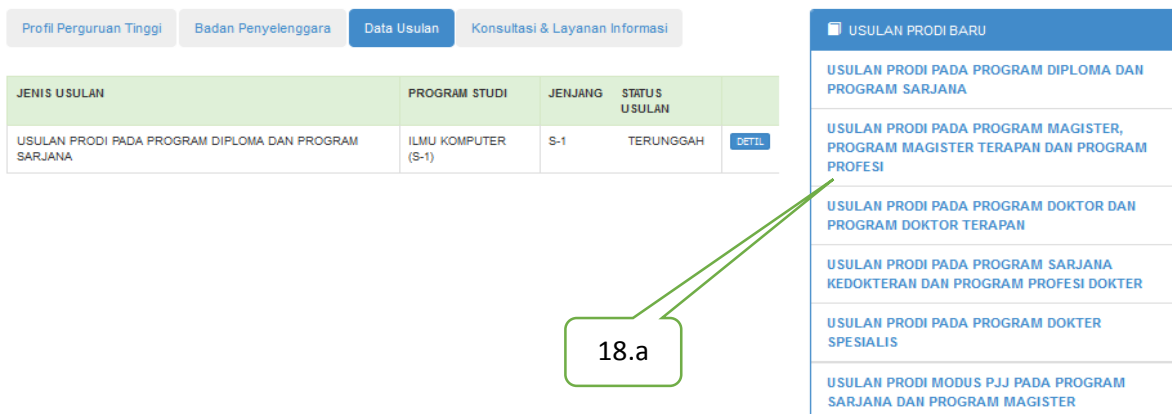 Profil Perguruan Tinggi
Badan Penyelenggara
Data Usulan
Konsultasi & Layanan Informasi
JENIS USULAN
PROGRAM STUDI
JENJANG
STATUS
USULAN
USULAN PRODI PADA PROGRAM DIPLOMA DAN PROGRAM
SARJANA
ILMU KOMPUTER
(S-1)
S-1
TERUNGGAH
DETIL
18.a
USULAN PRODI BARU
USULAN PRODI PADA PROGRAM DIPLOMA DAN
PROGRAM SARJANA
USULAN PRODI PADA PROGRAM MAGISTER,
PROGRAM MAGISTER TERAPAN DAN PROGRAM
PROFESI
USULAN PRODI PADA PROGRAM DOKTOR DAN
PROGRAM DOKTOR TERAPAN
USULAN PRODI PADA PROGRAM SARJANA
KEDOKTERAN DAN PROGRAM PROFESI DOKTER
USULAN PRODI PADA PROGRAM DOKTER
SPESIALIS
USULAN PRODI MODUS PJJ PADA PROGRAM
SARJANA DAN PROGRAM MAGISTER